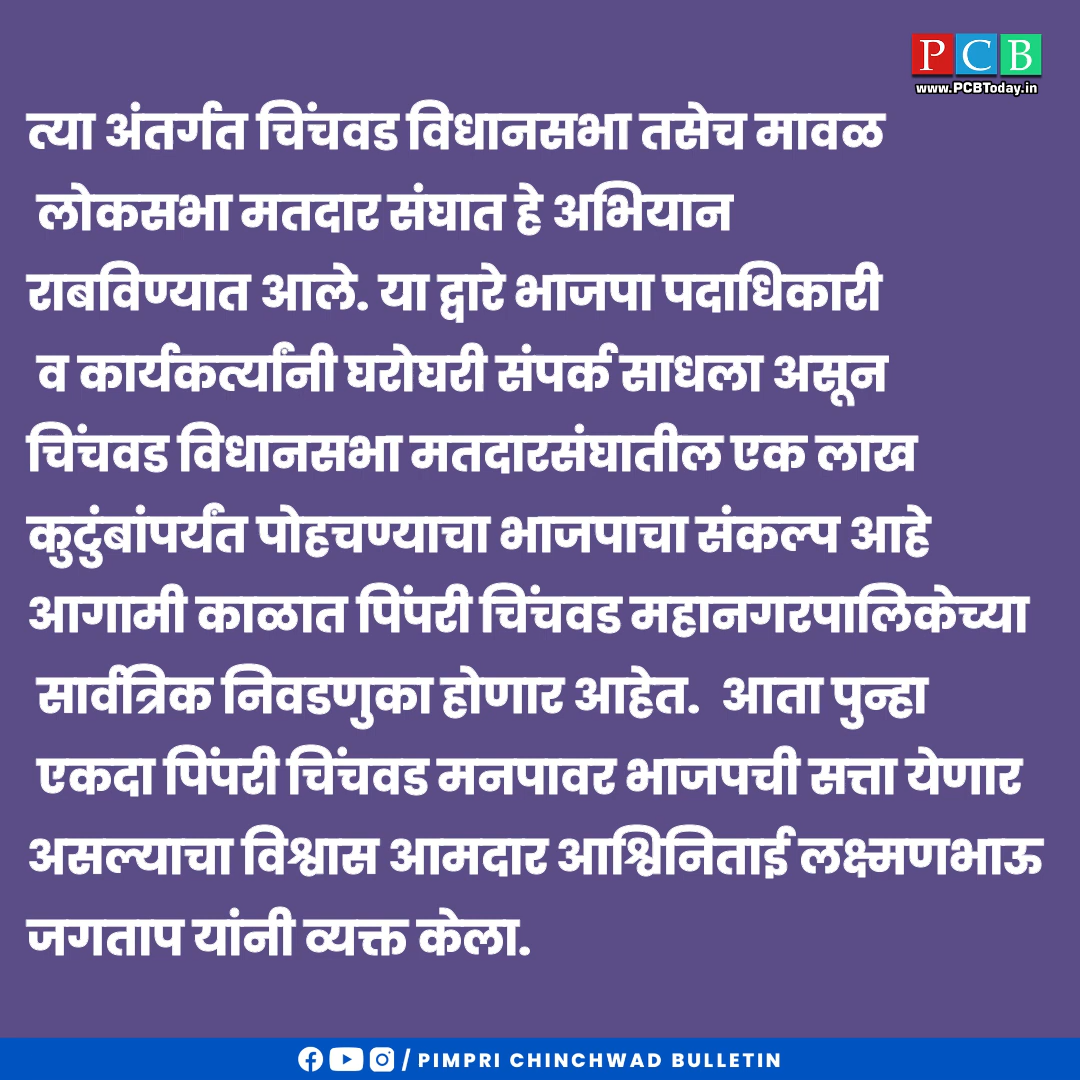 PCB
www.PCBToday.in
त्या अंतर्गत चिंचवड विधानसभा तसेच मावळ
लोकसभा मतदार संघात हे अभियान
राबविण्यात आले. या द्वारे भाजपा पदाधिकारी
व कार्यकर्त्यांनी घरोघरी संपर्क साधला असून
चिंचवड विधानसभा मतदारसंघातील एक लाख
कुटुंबांपर्यंत पोहचण्याचा भाजपाचा संकल्प आहे
आगामी काळात पिंपरी चिंचवड महानगरपालिकेच्या
सार्वत्रिक निवडणुका होणार आहेत. आता पुन्हा
एकदा पिंपरी चिंचवड मनपावर भाजपची सत्ता येणार
असल्याचा विश्वास आमदार आश्विनिताई लक्ष्मणभाऊ
जगताप यांनी व्यक्त केला.
/ PIMPRI CHINCHWAD BULLETIN